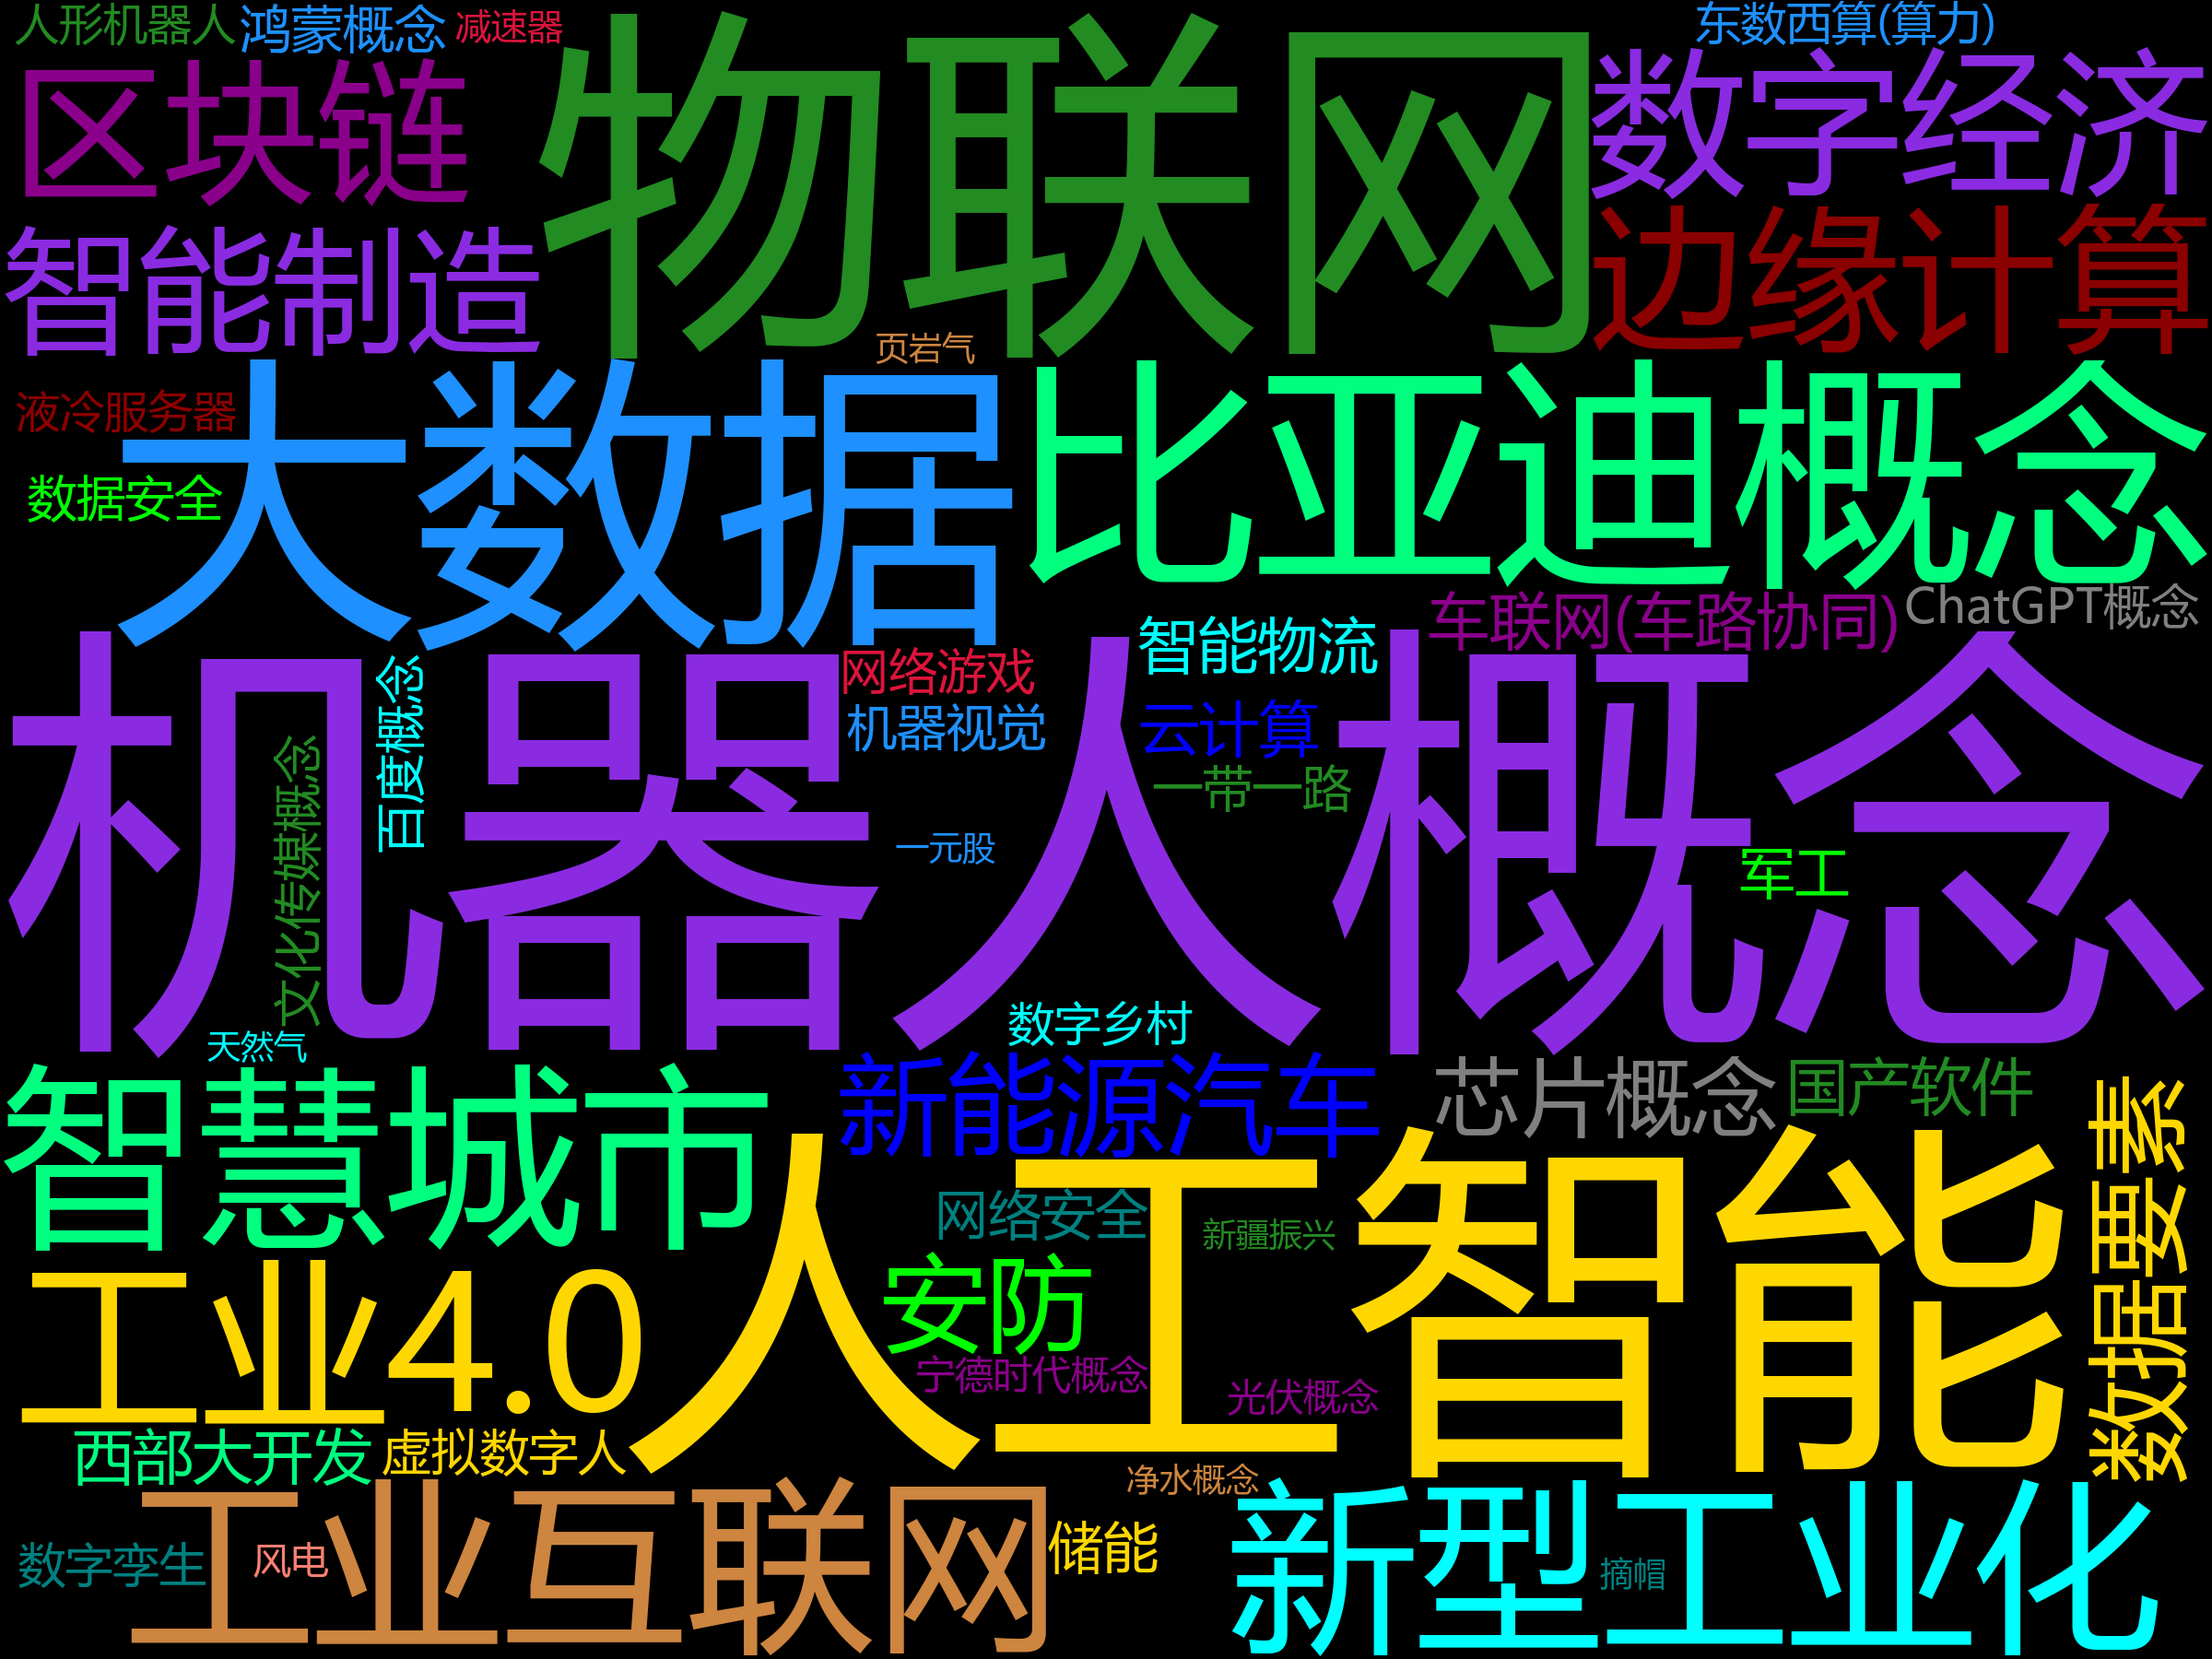 人形机器人
鸿蒙概念
减速器
东数西算(算力)
区块链
物联网
数字经济
智能制造
边缘计算
页岩气
液冷服务器
大数据
比亚迪概念
数据安全
车联网(车路协同)
ChatGPT概念
智能物流
网络游戏
百度概念
机器视觉
云计算
文化传媒概念
一带一路
机器人概念
一元股
军工
数字乡村
天然气
智慧城市
新能源汽车
芯片概念
国产软件
数据要素
人工智能
网络安全
新疆振兴
工业4.0
安防
宁德时代概念
光伏概念
西部大开发
虚拟数字人
净水概念
工业互联网
新型工业化
储能
数字孪生
风电
摘帽